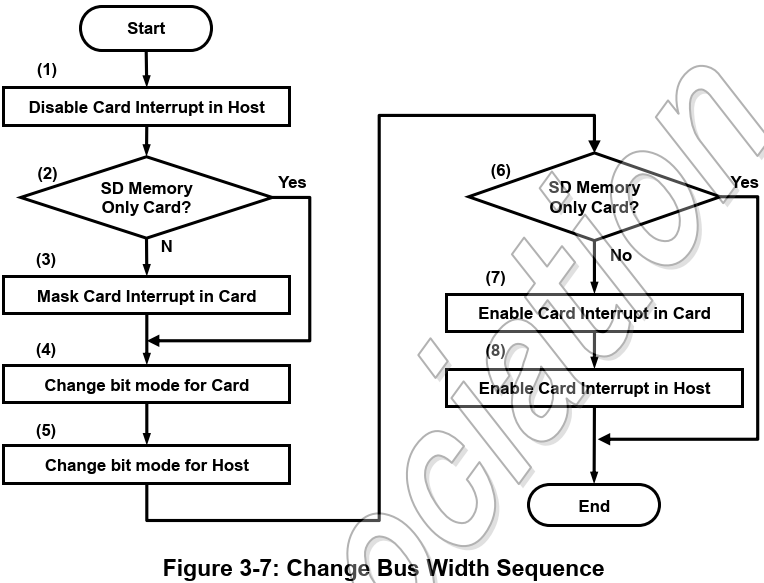 Start
(1)
Disable Card Interrupt in Host
(2)
SD Memory
Only Card?
Yes
N
(3)
Mask Card Interrupt in Card
(4)
Change bit mode for Card
(5)
Change bit mode for Host
(6)
SD Memory
Only Card?
Yes
No
(7)
Enable Card Interrupt in Card
(8)
Enable Card Interrupt in Host
End
Figure 3-7: Change Bus Width Sequence
ociation